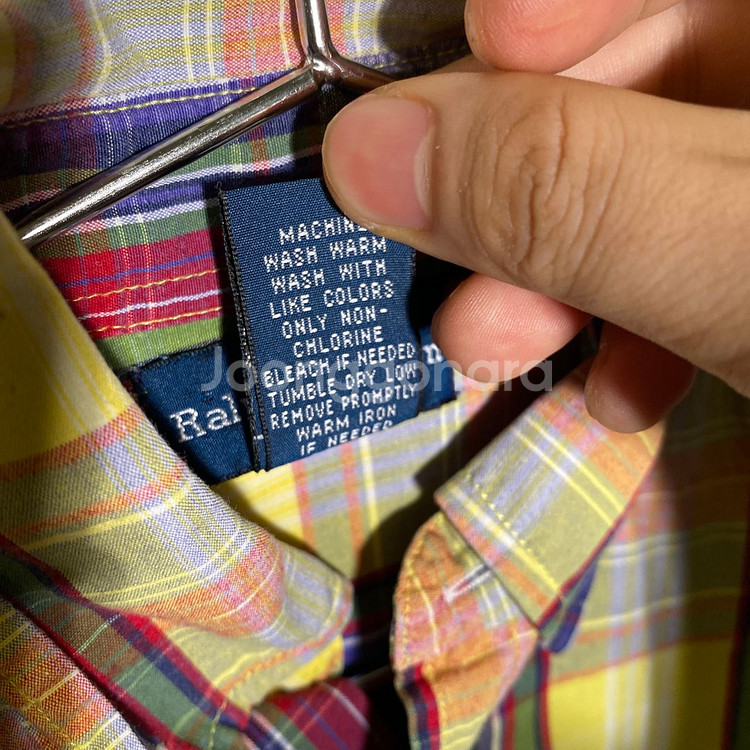 MACHINE
WASH WARM
WASH WITH
LIKE COLORS
ONLY NON-
CHLORINE
BLEACH IF NEEDED
TUMBLE DRY LOW
REMOVE PROMPTLY
WARM IRON
IF NEEDED
Ral